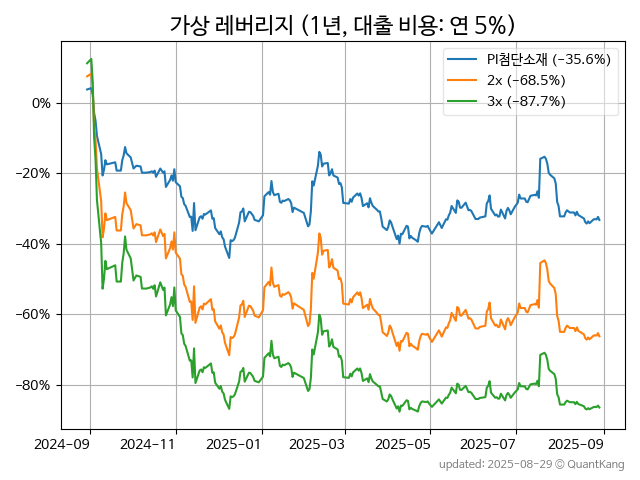 가상 레버리지 (1년, 대출 비용: 연 5%)
PI첨단소재 (−35.6%)
2x (−68.5%)
3x (−87.7%)
0%
−20%
−40%
−60%
−80%
2024-09 2024-11 2025-01 2025-03 2025-05 2025-07 2025-09
updated: 2025-08-29 © QuantKang